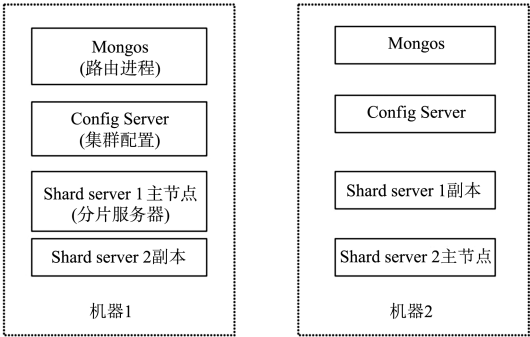 Mongos
(路由进程)
Config Server
(集群配置)
Shard server 1主节点
(分片服务器)
Shard server 2副本
机器1
Mongos
Config Server
Shard server 1副本
Shard server 2主节点
机器2